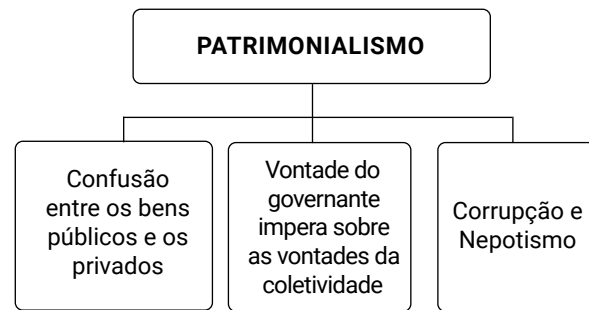 PATRIMONIALISMO
Confusão
entre os bens
públicos e os
privados
Vontade do
governante
impera sobre
as vontades da
coletividade
Corrupção e
Nepotismo